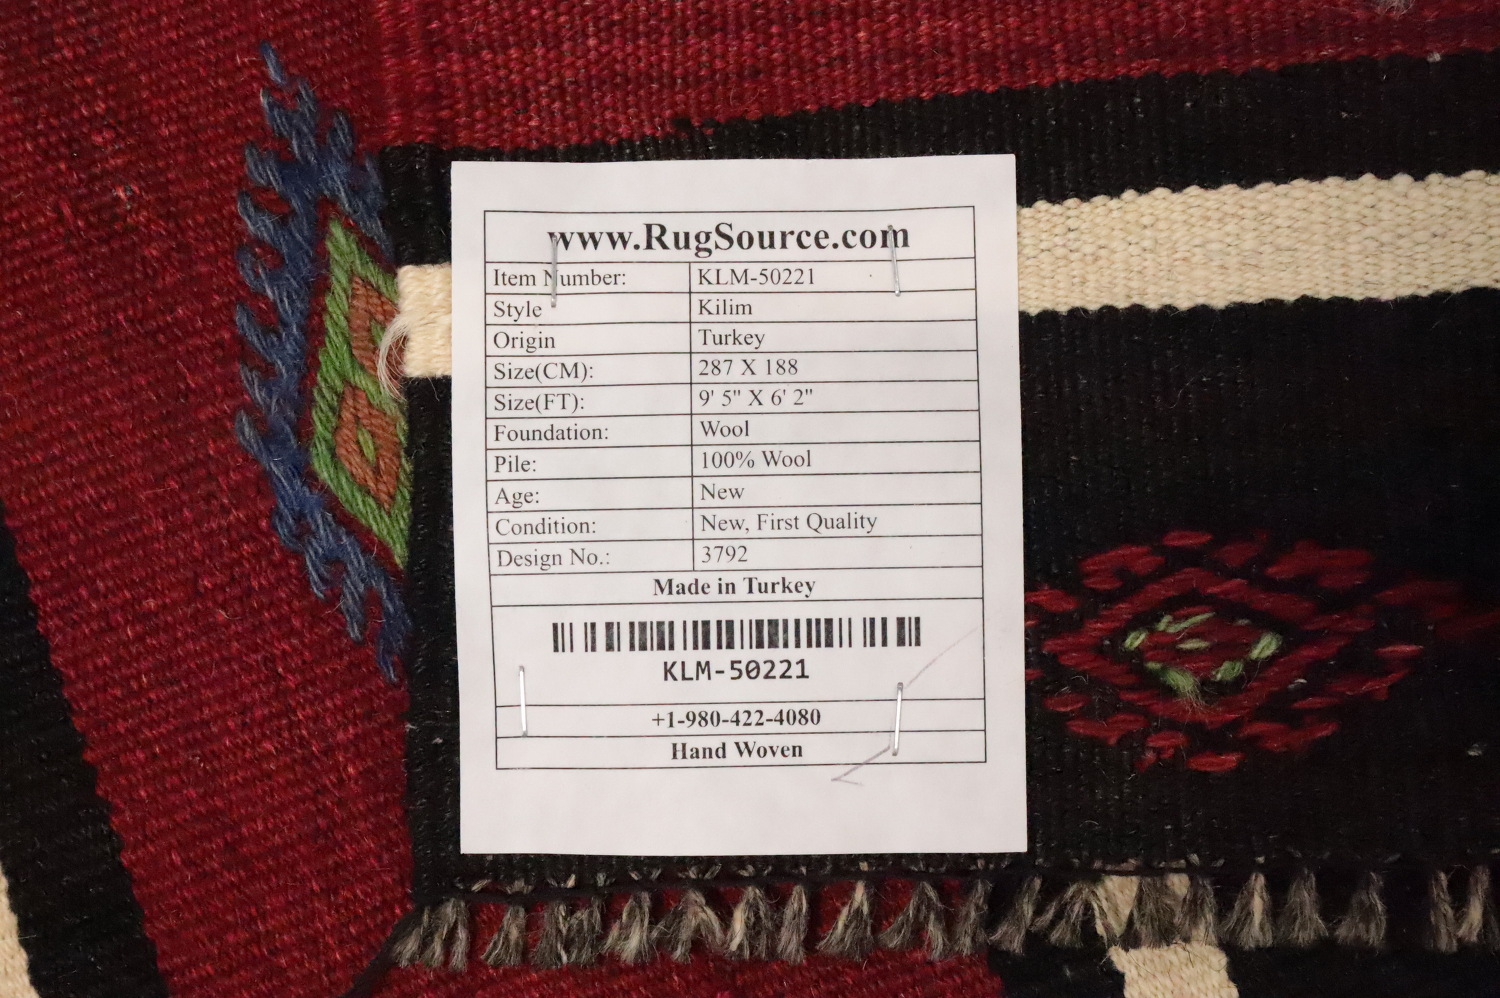 www.RugSource.com
Item Number: KLM-50221
Style Kilim
Origin Turkey
Size(CM): 287 X 188
Size(FT): 9' 5" X 6' 2"
Foundation: Wool
Pile: 100% Wool
Age: New
Condition: New, First Quality
Design No.: 3792
Made in Turkey
KLM-50221
+1-980-422-4080
Hand Woven